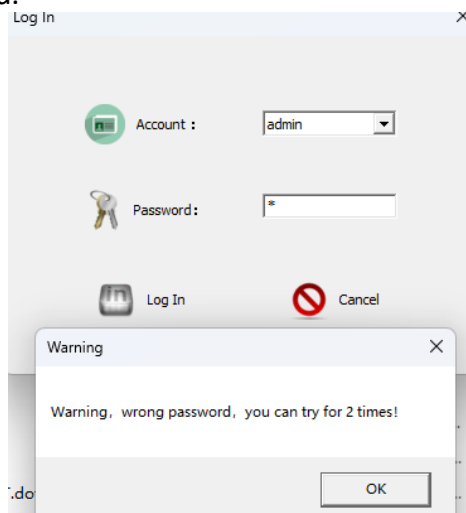 Log In
Account :
admin
Password:
*
in
Log In
Cancel
Warning
Warning, wrong password, you can try for 2 times!
OK